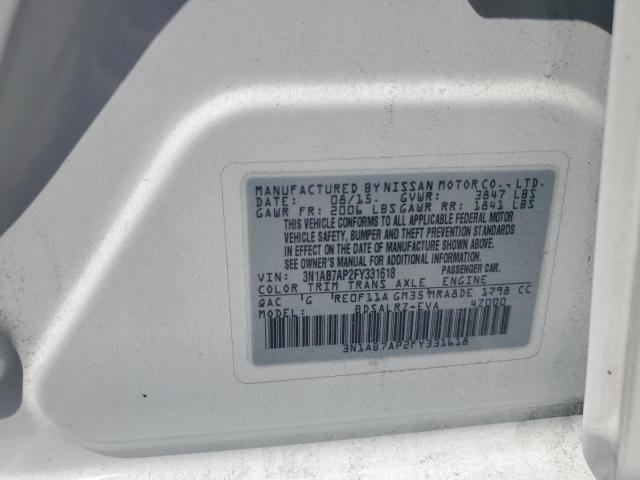 MANUFACTURED BY NISSAN MOTOR CO., LTD.
DATE: 08/15. GVWR: 3847 LBS
GAWR FR: 2006 LBS GAWR RR: 1841 LBS
THIS VEHICLE CONFORMS TO ALL APPLICABLE FEDERAL MOTOR
VEHICLE SAFETY, BUMPER AND THEFT PREVENTION STANDARDS
IN EFFECT ON THE DATE OF MANUFACTURE SHOWN ABOVE.
SEE OWNER'S MANUAL FOR ADDITIONAL INFORMATION
VIN: 3N1AB7AP2FY331618 PASSENGER CAR.
COLOR TRIM TRANS AXLE ENGINE
QAC G RE0F11A GM35 MRA8DE 1798 CC
MODEL: BDSALRZ-EVA 47000
3N1AB7AP2FY331618